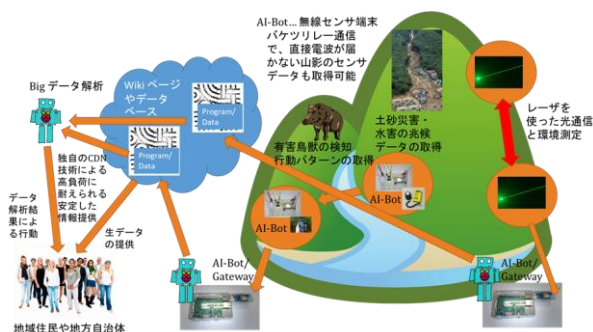 AI-Bot…無線センサ端末
バケツリレー通信
で、直接電波が届
かない山影のセンサ
データも取得可能
Big データ解析
Wiki ページ
やデータ
ベース
Program/
Data
Program/
Data
独自のCDN
技術による
高負荷に
耐えられる
安定した
情報提供
データ
解析結
果によ
る行動
生データ
の提供
地域住民や地方自治体
有害鳥獣の検知
行動パターンの取得
土砂災害・
水害の兆候
データの取得
AI-Bot
AI-Bot
レーザを
使った光通信
と環境測定
AI-Bot/
Gateway
AI-Bot/
Gateway